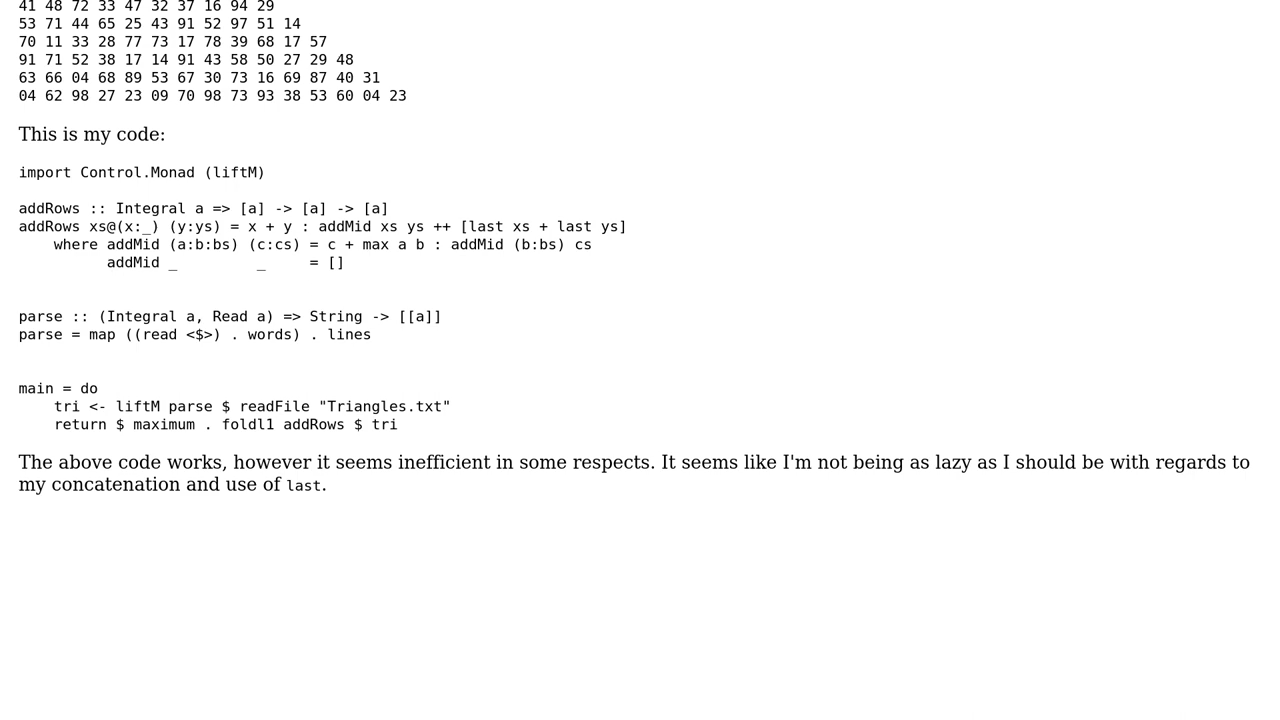 41 48 72 33 47 32 37 16 94 29
53 71 44 65 25 43 91 52 97 51 14
70 11 33 28 77 73 17 78 39 68 17 57
91 71 52 38 17 14 91 43 58 50 27 29 48
63 66 04 68 89 53 67 30 73 16 69 87 40 31
04 62 98 27 23 09 70 98 73 93 38 53 60 04 23
This is my code:
import Control.Monad (liftM)
addRows :: Integral a => [a] -> [a] -> [a]
addRows xs@(x:_) (y:ys) = x + y : addMid xs ys ++ [last xs + last ys]
    where addMid (a:b:bs) (c:cs) = c + max a b : addMid (b:bs) cs
          addMid _         _     = []
parse :: (Integral a, Read a) => String -> [[a]]
parse = map ((read <$>) . words) . lines
main = do
    tri <- liftM parse $ readFile "Triangles.txt"
    return $ maximum . foldl1 addRows $ tri
The above code works, however it seems inefficient in some respects. It seems like I'm not being as lazy as I should be with regards to
my concatenation and use of last.